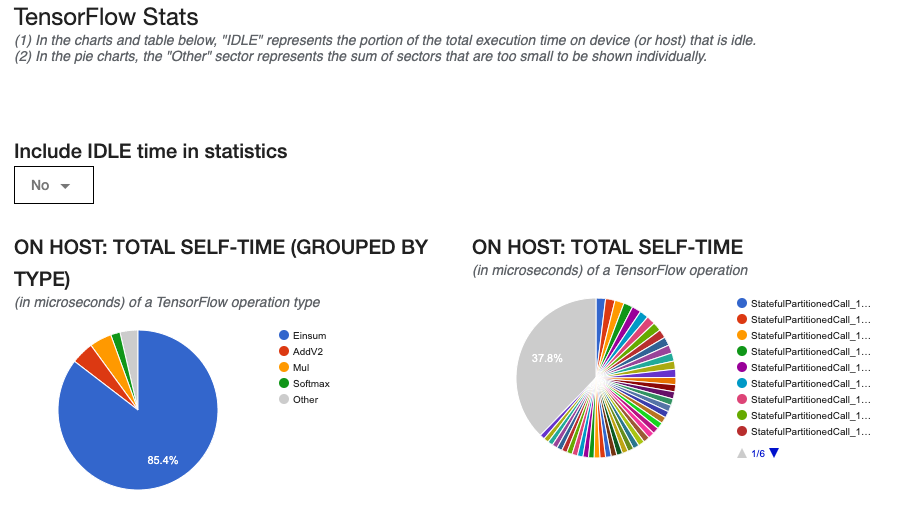 TensorFlow Stats
(1) In the charts and table below, "IDLE" represents the portion of the total execution time on device (or host) that is idle.
(2) In the pie charts, the "Other" sector represents the sum of sectors that are too small to be shown individually.
Include IDLE time in statistics
No
ON HOST: TOTAL SELF-TIME (GROUPED BY
TYPE)
(in microseconds) of a TensorFlow operation type
Einsum
AddV2
Mul
Softmax
Other
85.4%
ON HOST: TOTAL SELF-TIME
(in microseconds) of a TensorFlow operation
37.8%
StatefulPartitionedCall_1...
StatefulPartitionedCall_1...
StatefulPartitionedCall_1...
StatefulPartitionedCall_1...
StatefulPartitionedCall_1...
StatefulPartitionedCall_1...
StatefulPartitionedCall_1...
StatefulPartitionedCall_1...
StatefulPartitionedCall_1...
1/6